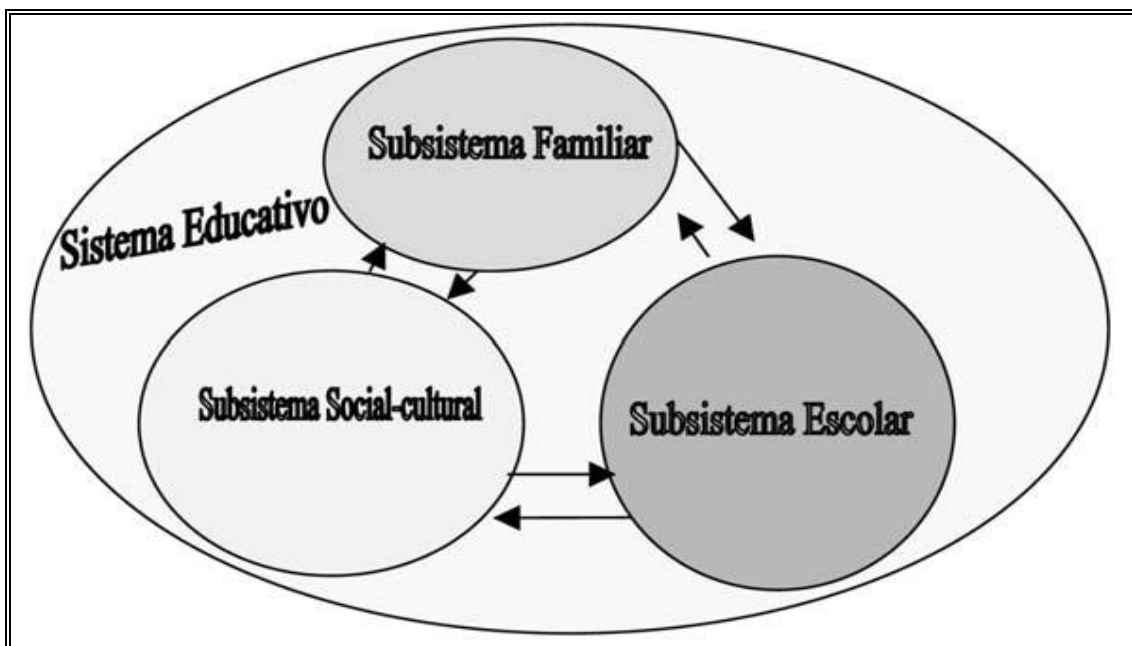 Subsistema Familiar
Sistema Educativo
Subsistema Social-cultural
Subsistema Escolar